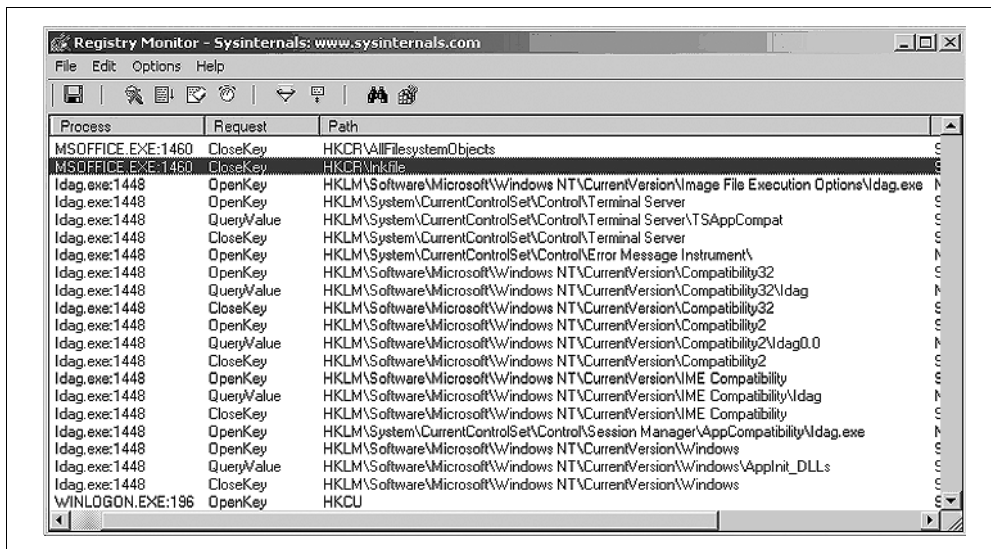 Registry Monitor - Sysinternals: www.sysinternals.com
File Edit Options Help
Process Request Path
MSOFFICE.EXE:1460 CloseKey HKCR\AllFilesystemObjects S
MSOFFICE.EXE:1460 CloseKey HKCR\lnkfile S
Idag.exe:1448 OpenKey HKLM\Software\Microsoft\Windows NT\CurrentVersion\Image File Execution Options\Idag.exe N
Idag.exe:1448 OpenKey HKLM\System\CurrentControlSet\Control\Terminal Server S
Idag.exe:1448 QueryValue HKLM\System\CurrentControlSet\Control\Terminal Server\TSAppCompat S
Idag.exe:1448 CloseKey HKLM\System\CurrentControlSet\Control\Terminal Server S
Idag.exe:1448 OpenKey HKLM\System\CurrentControlSet\Control\Error Message Instrument\ N
Idag.exe:1448 OpenKey HKLM\Software\Microsoft\Windows NT\CurrentVersion\Compatibility32 S
Idag.exe:1448 QueryValue HKLM\Software\Microsoft\Windows NT\CurrentVersion\Compatibility32\Idag N
Idag.exe:1448 CloseKey HKLM\Software\Microsoft\Windows NT\CurrentVersion\Compatibility32 S
Idag.exe:1448 OpenKey HKLM\Software\Microsoft\Windows NT\CurrentVersion\Compatibility2 S
Idag.exe:1448 QueryValue HKLM\Software\Microsoft\Windows NT\CurrentVersion\Compatibility2\Idag0.0 N
Idag.exe:1448 CloseKey HKLM\Software\Microsoft\Windows NT\CurrentVersion\Compatibility2 S
Idag.exe:1448 OpenKey HKLM\Software\Microsoft\Windows NT\CurrentVersion\IME Compatibility S
Idag.exe:1448 QueryValue HKLM\Software\Microsoft\Windows NT\CurrentVersion\IME Compatibility\Idag N
Idag.exe:1448 CloseKey HKLM\Software\Microsoft\Windows NT\CurrentVersion\IME Compatibility S
Idag.exe:1448 OpenKey HKLM\System\CurrentControlSet\Control\Session Manager\AppCompatibility\Idag.exe N
Idag.exe:1448 OpenKey HKLM\Software\Microsoft\Windows NT\CurrentVersion\Windows S
Idag.exe:1448 QueryValue HKLM\Software\Microsoft\Windows NT\CurrentVersion\Windows\AppInit_DLLs S
Idag.exe:1448 CloseKey HKLM\Software\Microsoft\Windows NT\CurrentVersion\Windows S
WINLOGON.EXE:196 OpenKey HKCU S